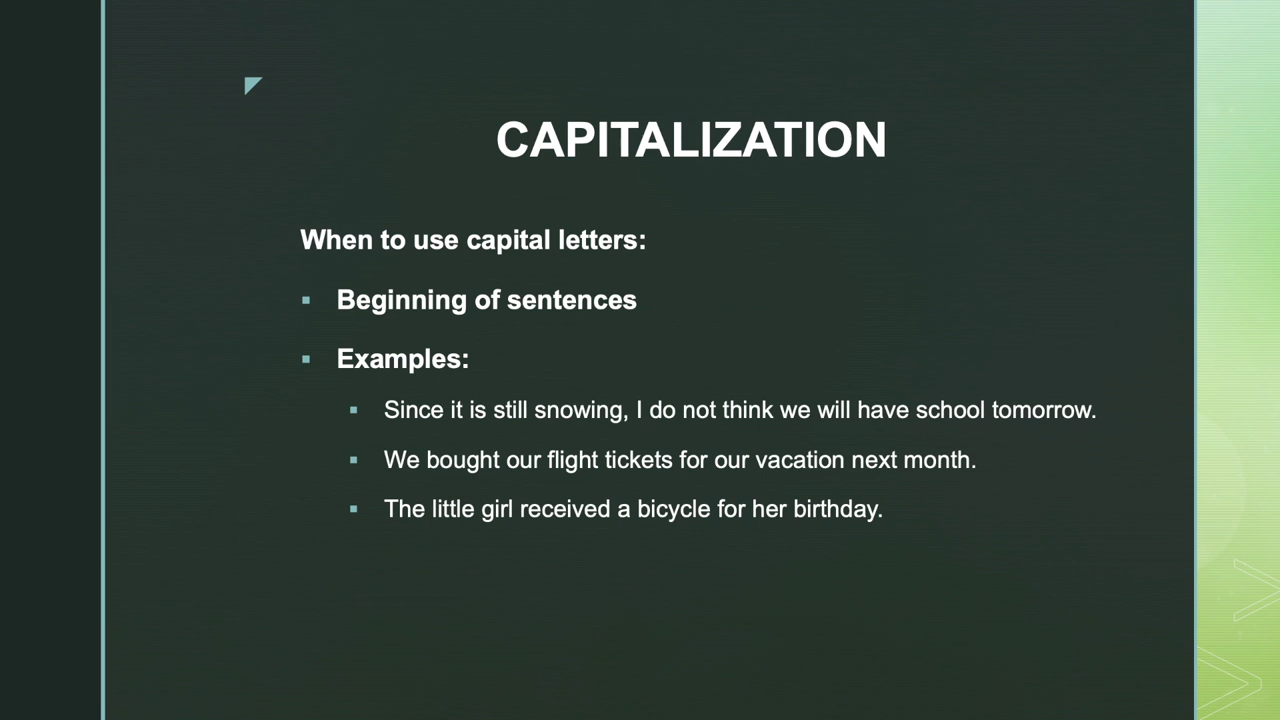 CAPITALIZATION
When to use capital letters:
▪ Beginning of sentences
▪ Examples:
▪ Since it is still snowing, I do not think we will have school tomorrow.
▪ We bought our flight tickets for our vacation next month.
▪ The little girl received a bicycle for her birthday.